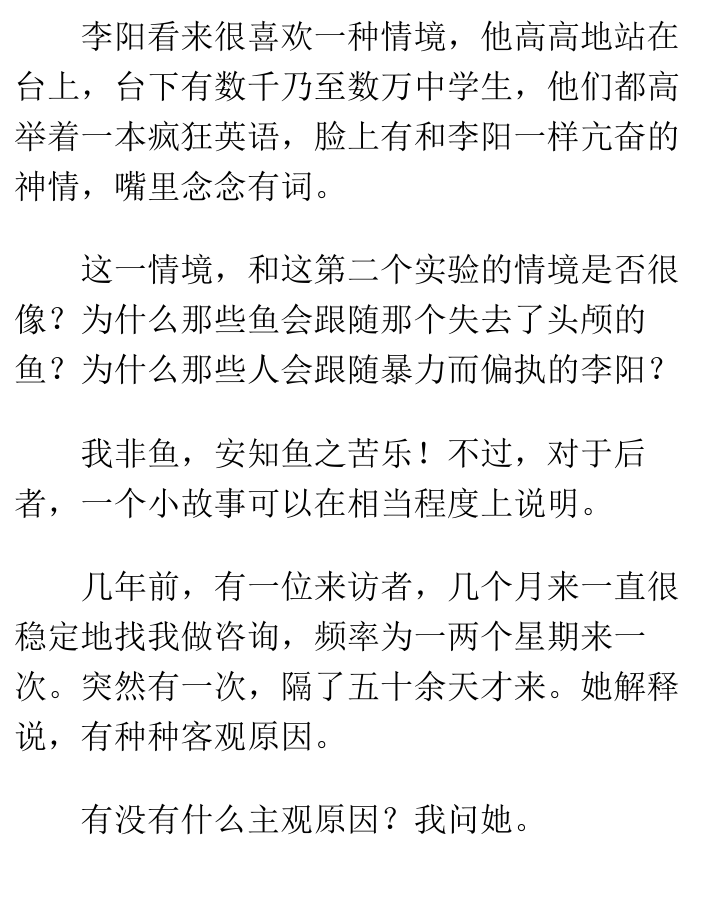 李阳看来很喜欢一种情境，他高高地站在
台上，台下有数千乃至数万中学生，他们都高
举着一本疯狂英语，脸上有和李阳一样亢奋的
神情，嘴里念念有词。
这一情境，和这第二个实验的情境是否很
像？为什么那些鱼会跟随那个失去了头颅的
鱼？为什么那些人会跟随暴力而偏执的李阳？
我非鱼，安知鱼之苦乐！不过，对于后
者，一个小故事可以在相当程度上说明。
几年前，有一位来访者，几个月来一直很
稳定地找我做咨询，频率为一两个星期来一
次。突然有一次，隔了五十余天才来。她解释
说，有种种客观原因。
有没有什么主观原因？我问她。